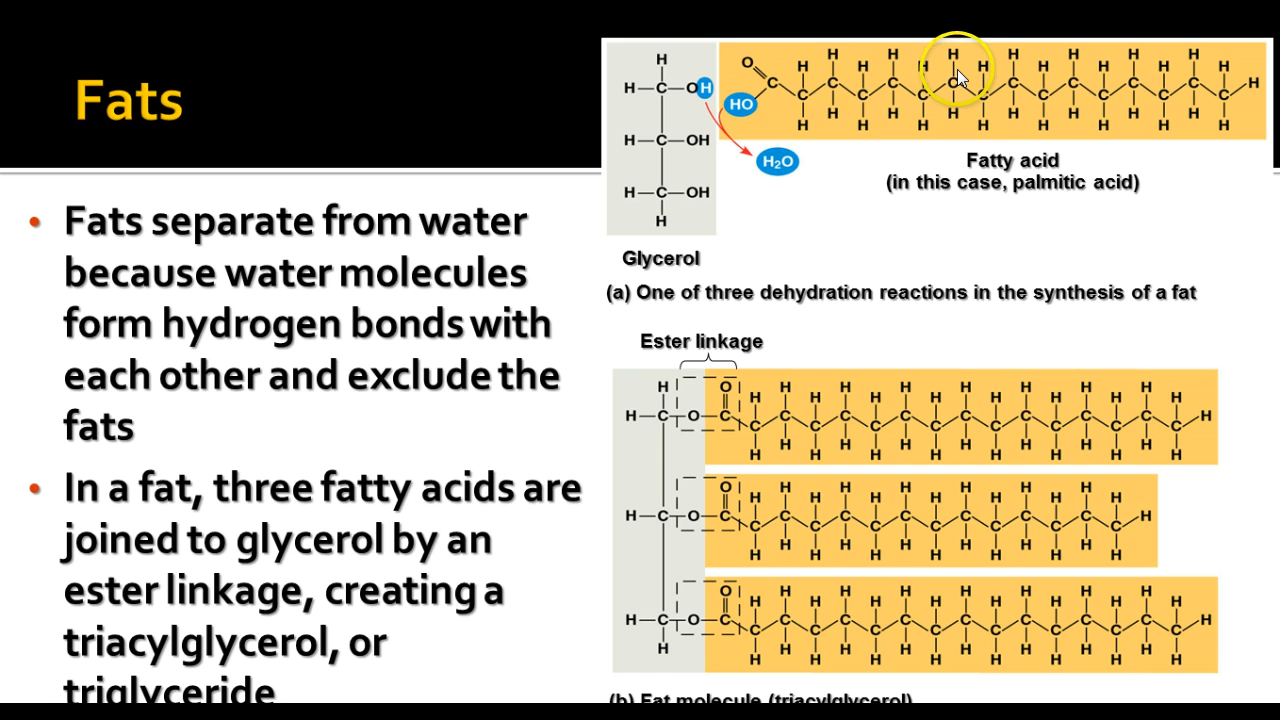 Fats
• Fats separate from water
because water molecules
form hydrogen bonds with
each other and exclude the
fats
• In a fat, three fatty acids are
joined to glycerol by an
ester linkage, creating a
triacylglycerol, or
triglyceride
H
H C OH
H C OH
H C OH
H
Glycerol
O
HO
C
H H H H H H H H H H H H H H H
C C C C C C C C C C C C C C C H
H H H H H H H H H H H H H H H
H₂O
Fatty acid
(in this case, palmitic acid)
(a) One of three dehydration reactions in the synthesis of a fat
Ester linkage
H O H H H H H H H H H H H H H H H
H C O C C C C C C C C C C C C C C C C H
H H H H H H H H H H H H H H H
O H H H H H H H H H H H H H
H C O C C C C C C C C C C C C C C H
H H H H H H H H H H H H H
O H H H H H H H H H H H H H H H
H C O C C C C C C C C C C C C C C C C H
H H H H H H H H H H H H H H H H
(b) Fat molecule (triacylglycerol)